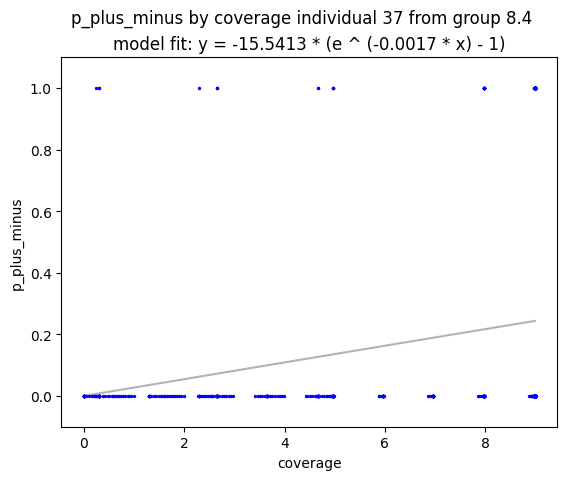 p_plus_minus by coverage individual 37 from group 8.4
model fit: y = -15.5413 * (e ^ (-0.0017 * x) - 1)
1.0
0.8
0.6
0.4
0.2
0.0
p_plus_minus
0 2 4 6 8
coverage